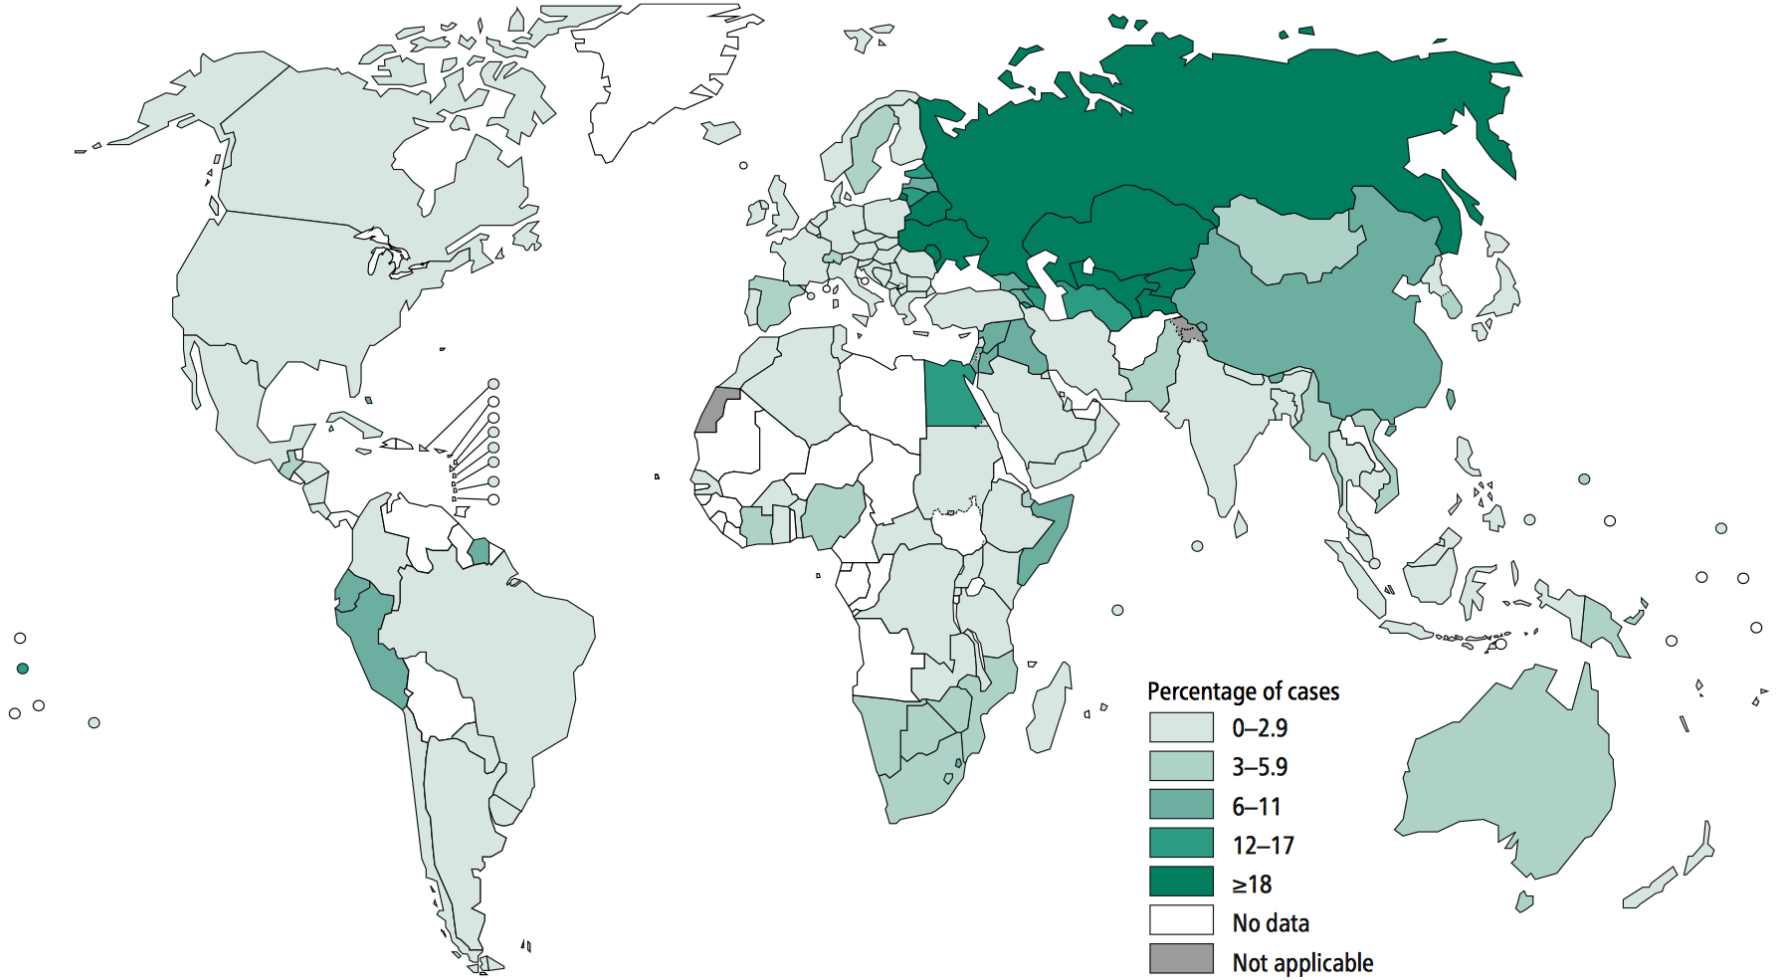 Percentage of cases
0–2.9
3–5.9
6–11
12–17
≥18
No data
Not applicable